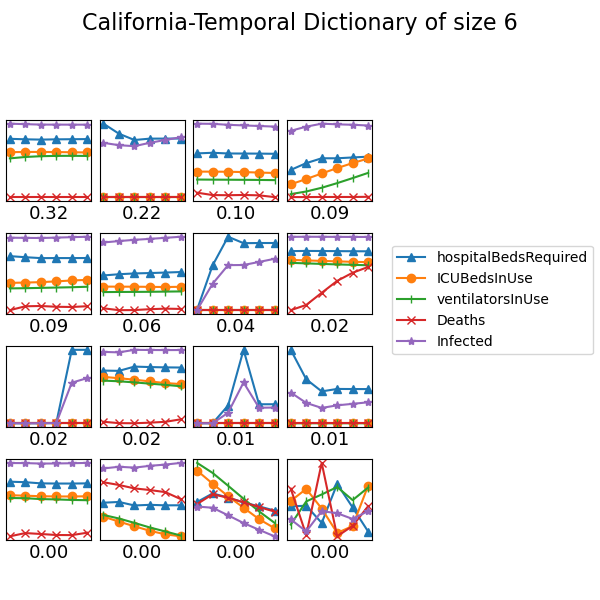 California-Temporal Dictionary of size 6
0.32 0.22 0.10 0.09
hospitalBedsRequired
ICUBedsInUse
ventilatorsInUse
Deaths
Infected
0.09 0.06 0.04 0.02
0.02 0.02 0.01 0.01
0.00 0.00 0.00 0.00